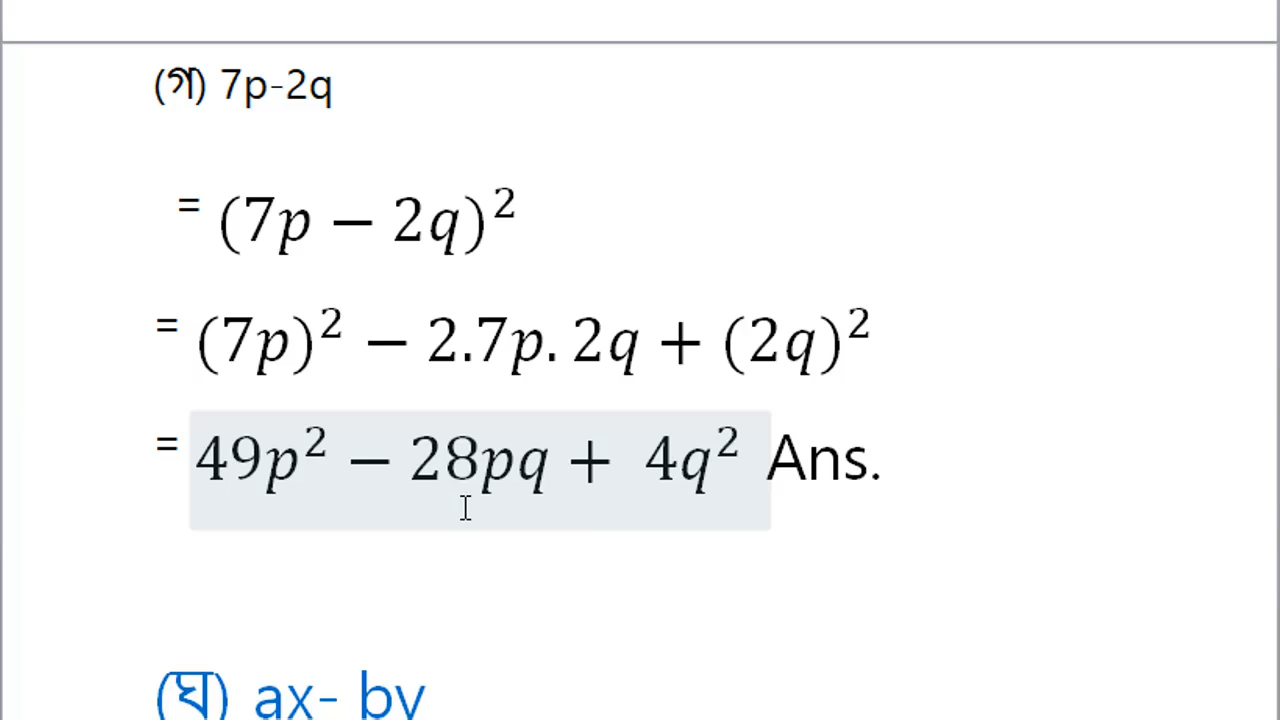 (গ) 7p-2q
= (7p − 2q)²
= (7p)² − 2.7p. 2q + (2q)²
= 49p² − 28pq + 4q² Ans.
(ঘ) ax- by